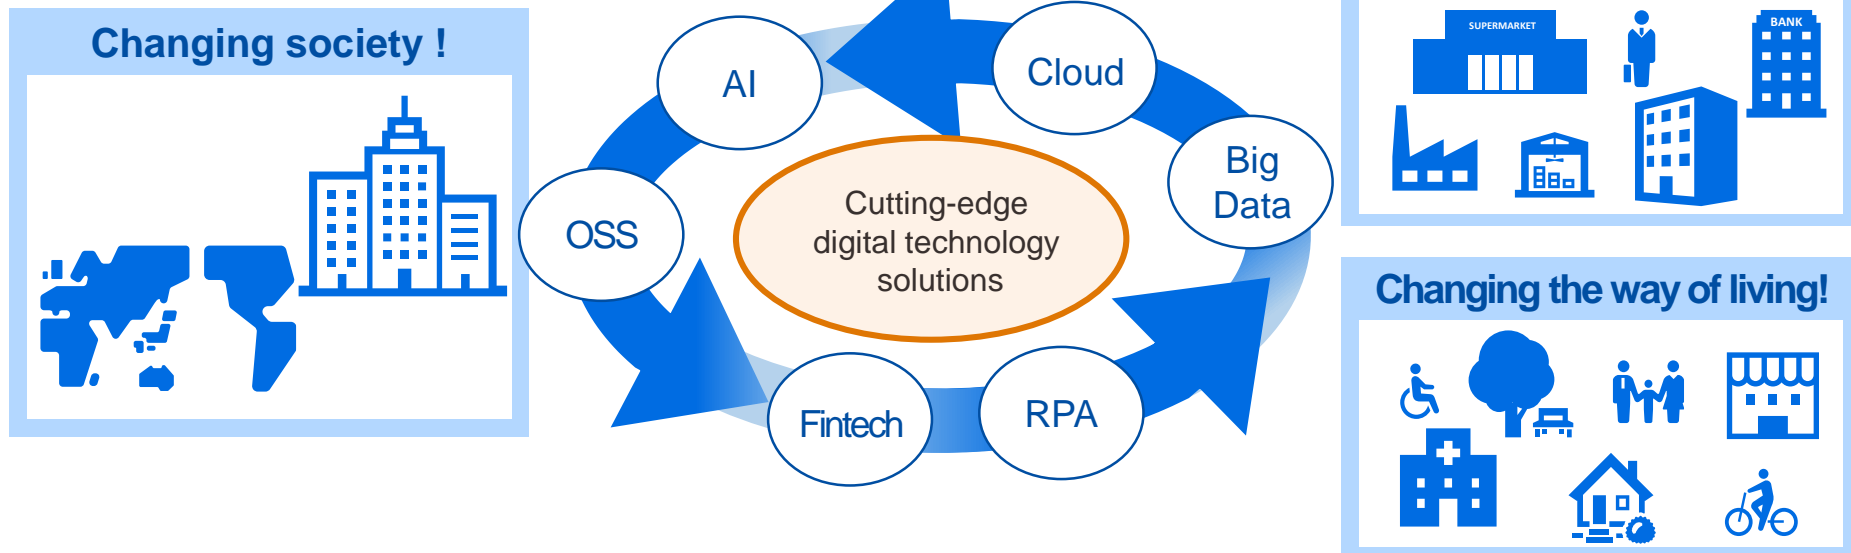 Changing society !
AI
Cloud
Big
Data
OSS
Cutting-edge
digital technology
solutions
Fintech
RPA
SUPERMARKET
BANK
Changing the way of living!